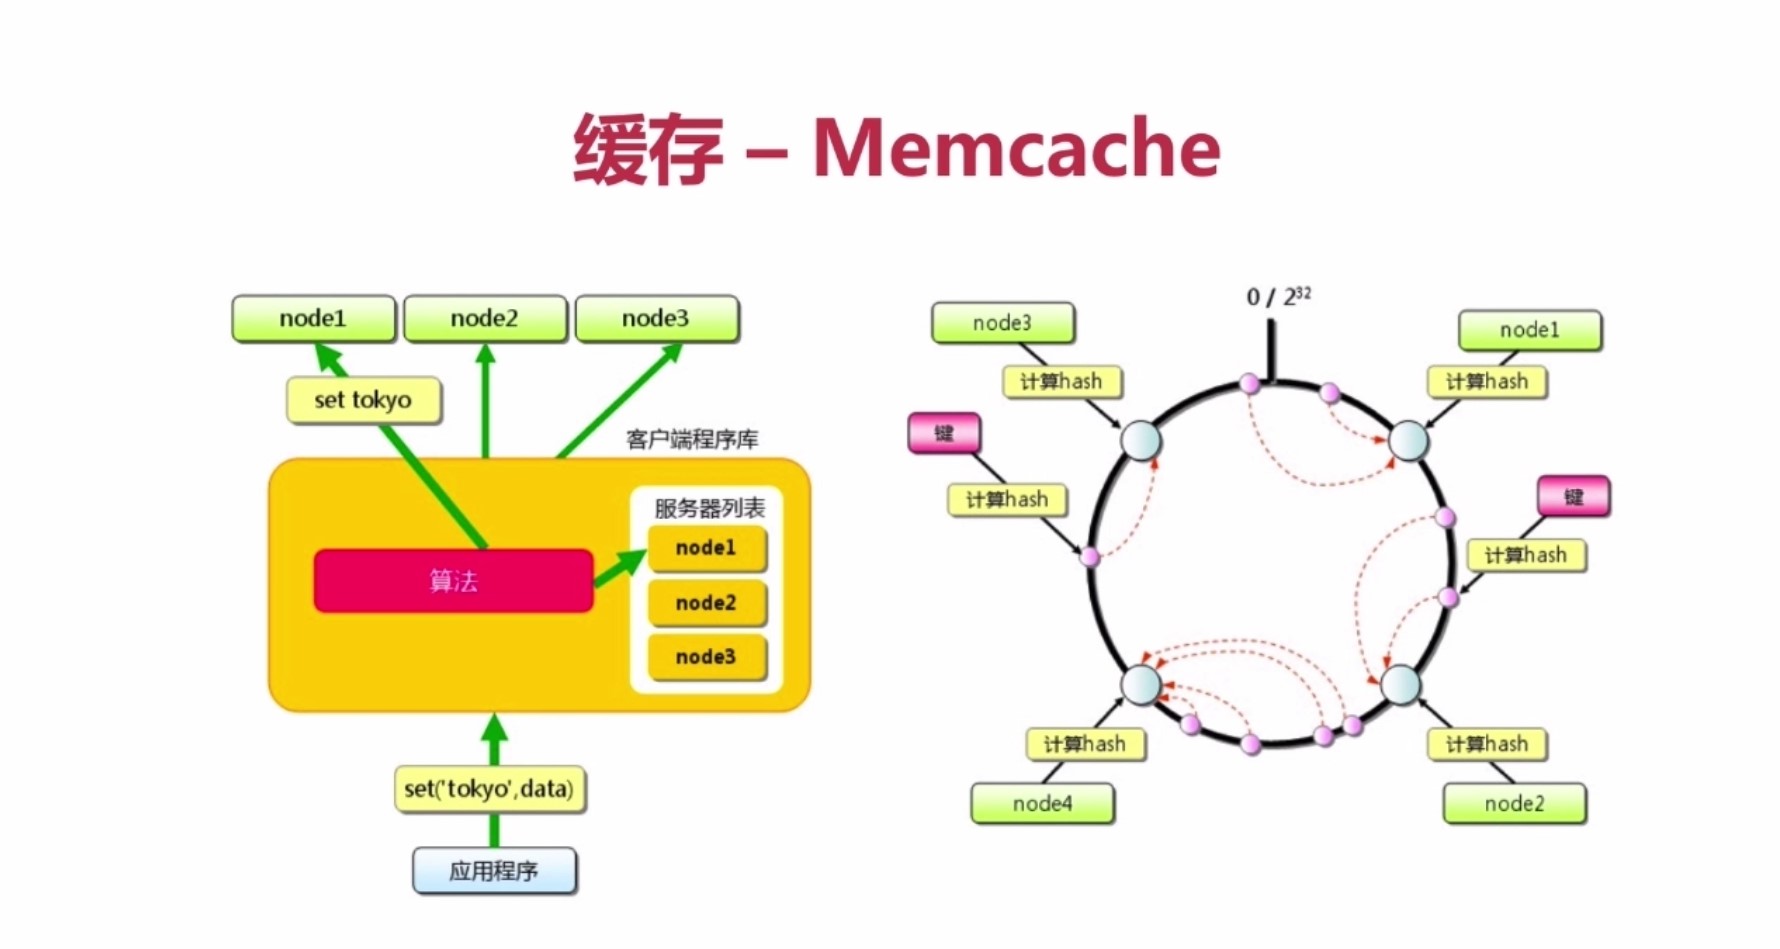 缓存 – Memcache
node1
node2
node3
set tokyo
客户端程序库
服务器列表
node1
node2
node3
算法
set('tokyo',data)
应用程序
0 / 2³²
node3
计算hash
node1
计算hash
键
计算hash
键
计算hash
计算hash
node4
计算hash
node2